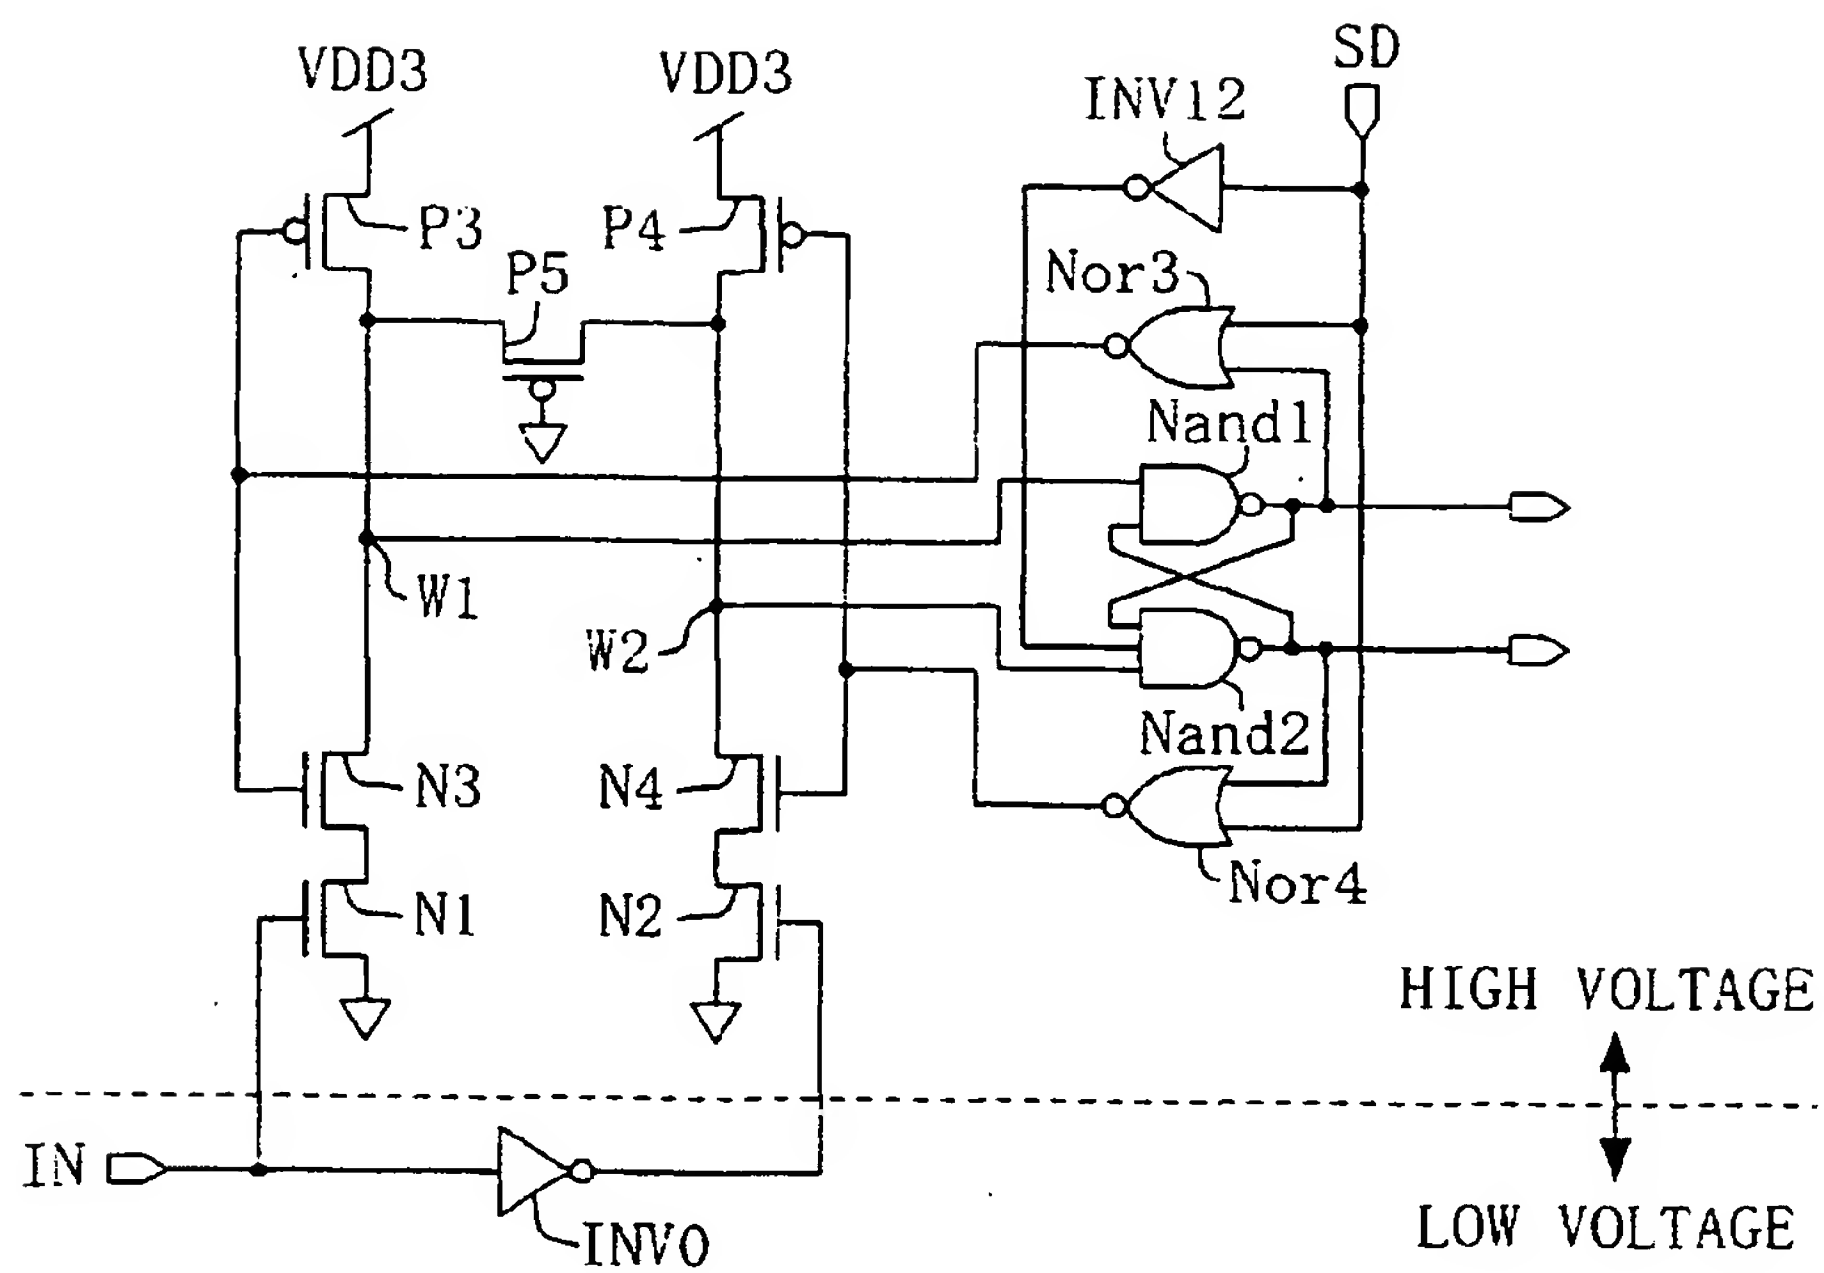 SD
VDD3
VDD3
INV12
P3
P4
P5
Nor3
Nand1
W1
W2
Nand2
N3
N4
Nor4
N1
N2
HIGH VOLTAGE
IN
INV0
LOW VOLTAGE